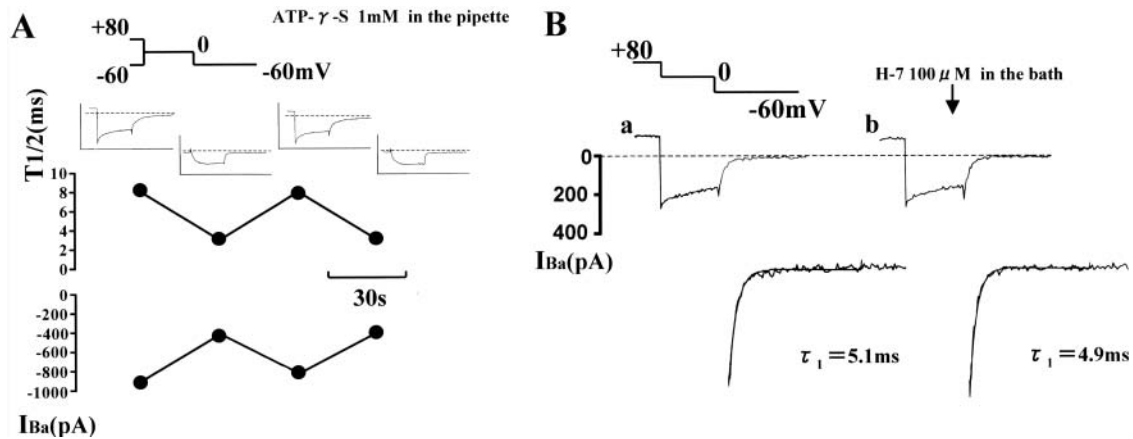 A
ATP-γ-S 1mM in the pipette
+80
0
-60
-60mV
T1/2(ms)
10
8
6
4
2
0
30s
0
-200
-400
-600
-800
-1000
IBa(pA)
B
+80
0
-60mV
H-7 100 μM in the bath
a
b
0
200
400
IBa(pA)
τ1=5.1ms
τ1=4.9ms